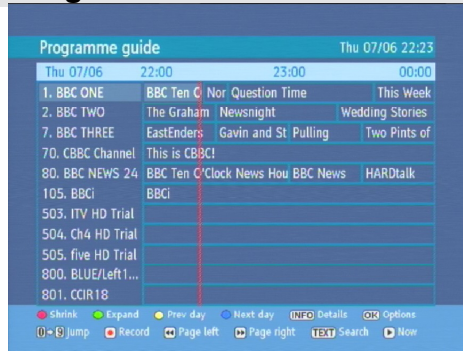 Programme guide Thu 07/06 22:23
Thu 07/06 22:00 23:00 00:00
1. BBC ONE BBC Ten C Nor Question Time This Week
2. BBC TWO The Graham Newsnight Wedding Stories
7. BBC THREE EastEnders Gavin and St Pulling Two Pints of
70. CBBC Channel This is CBBC!
80. BBC NEWS 24 BBC Ten O'Clock News Hou BBC News HARDtalk
105. BBCi BBCi
503. ITV HD Trial
504. Ch4 HD Trial
505. five HD Trial
800. BLUE/Left1...
801. CCIR18
Shrink Expand Prev day Next day INFO Details OK Options
0-9 Jump Record Page left Page right TEXT Search Now